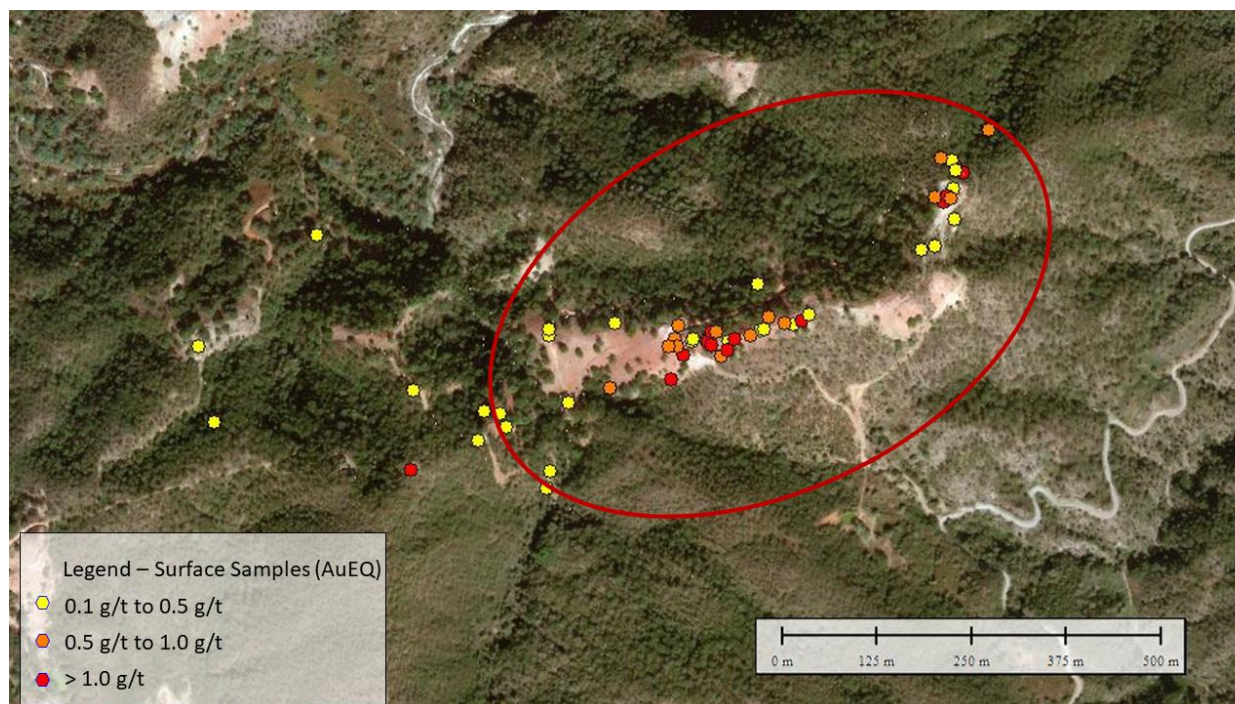 Legend – Surface Samples (AuEQ)
0.1 g/t to 0.5 g/t
0.5 g/t to 1.0 g/t
> 1.0 g/t
0 m 125 m 250 m 375 m 500 m